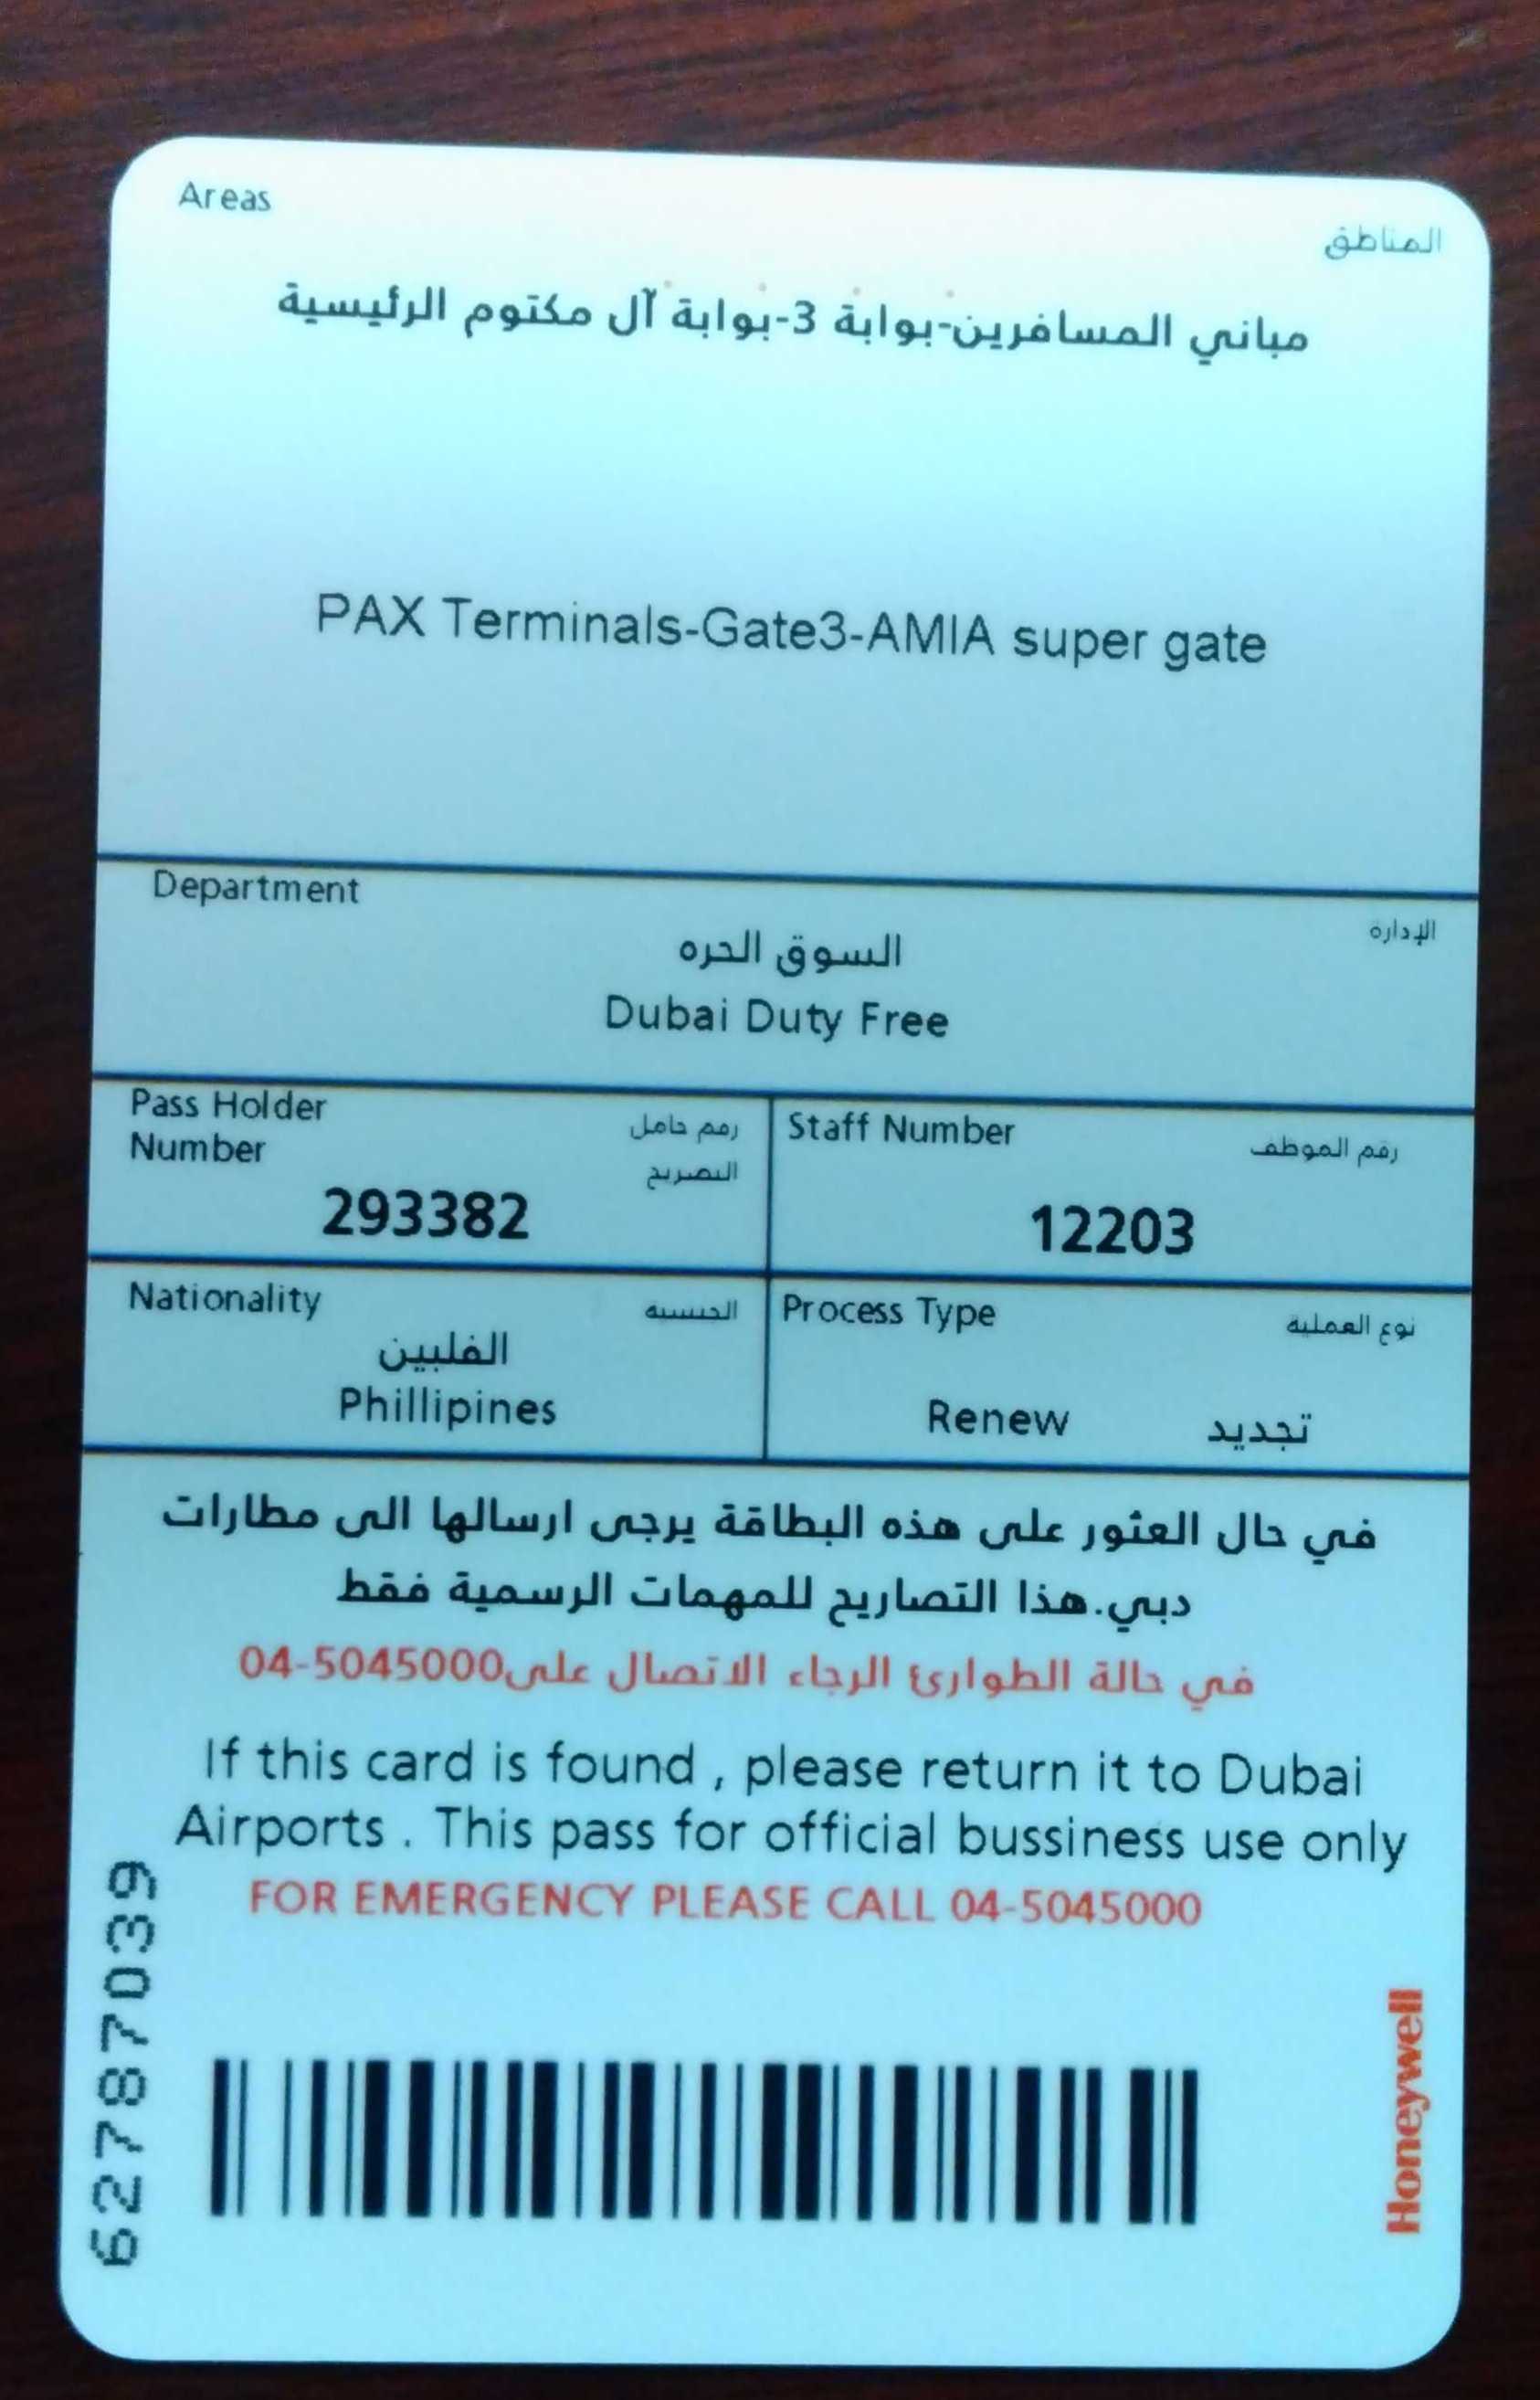 Areas
المناطق
مباني المسافرين-بوابة 3-بوابة آل مكتوم الرئيسية
PAX Terminals-Gate3-AMIA super gate
Department
الإدارة
السوق الحره
Dubai Duty Free
Pass Holder
Number
رقم حامل
التصريح
293382
Staff Number
رقم الموظف
12203
Nationality
الجنسية
الفلبين
Phillipines
Process Type
نوع العملية
Renew تجديد
في حال العثور على هذه البطاقة يرجى ارسالها الى مطارات
دبي.هذا التصاريح للمهمات الرسمية فقط
في حالة الطوارئ الرجاء الاتصال على04-5045000
If this card is found , please return it to Dubai
Airports . This pass for official bussiness use only
FOR EMERGENCY PLEASE CALL 04-5045000
62787039
Honeywell